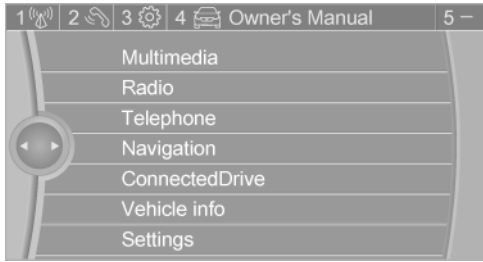 1 2 3 4 Owner's Manual 5 –
Multimedia
Radio
Telephone
Navigation
ConnectedDrive
Vehicle info
Settings